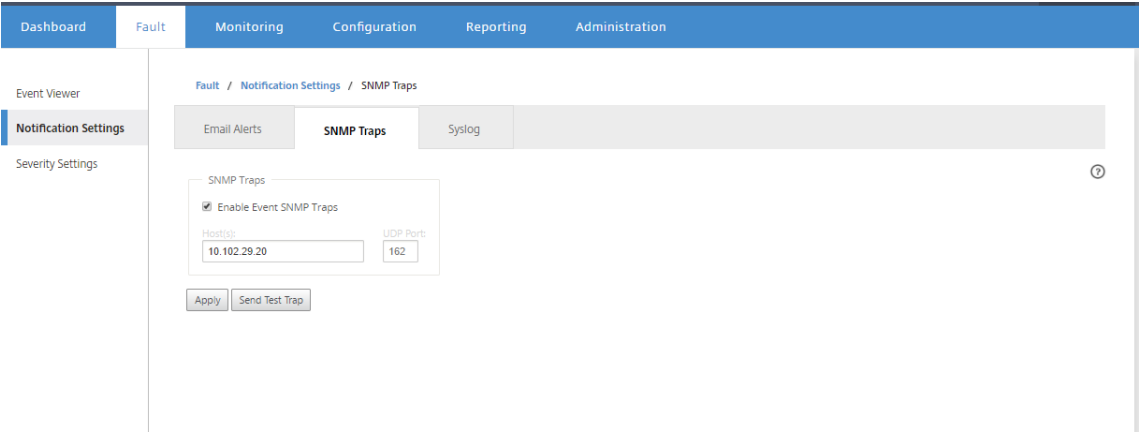 Dashboard Fault Monitoring Configuration Reporting Administration
Event Viewer
Notification Settings
Severity Settings
Fault / Notification Settings / SNMP Traps
Email Alerts SNMP Traps Syslog
SNMP Traps
Enable Event SNMP Traps
Host(s): UDP Port:
10.102.29.20 162
Apply Send Test Trap